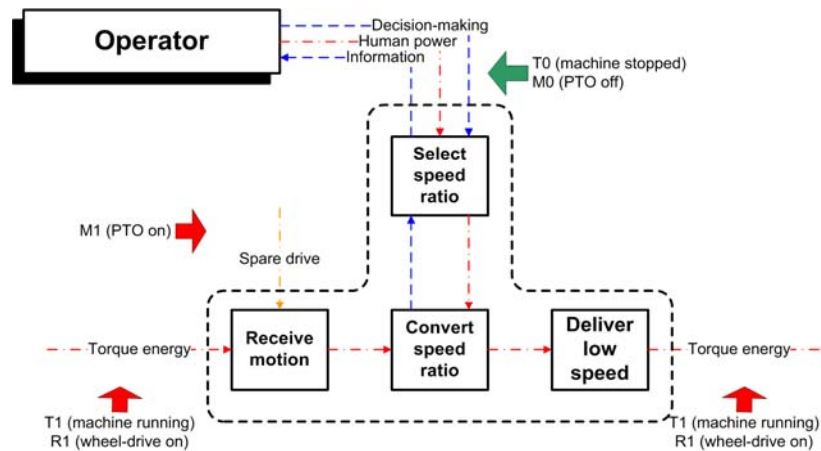 Operator
Decision-making
Human power
Information
T0 (machine stopped)
M0 (PTO off)
Select
speed
ratio
M1 (PTO on)
Spare drive
Torque energy
Receive
motion
Convert
speed
ratio
Deliver
low
speed
Torque energy
T1 (machine running)
R1 (wheel-drive on)
T1 (machine running)
R1 (wheel-drive on)